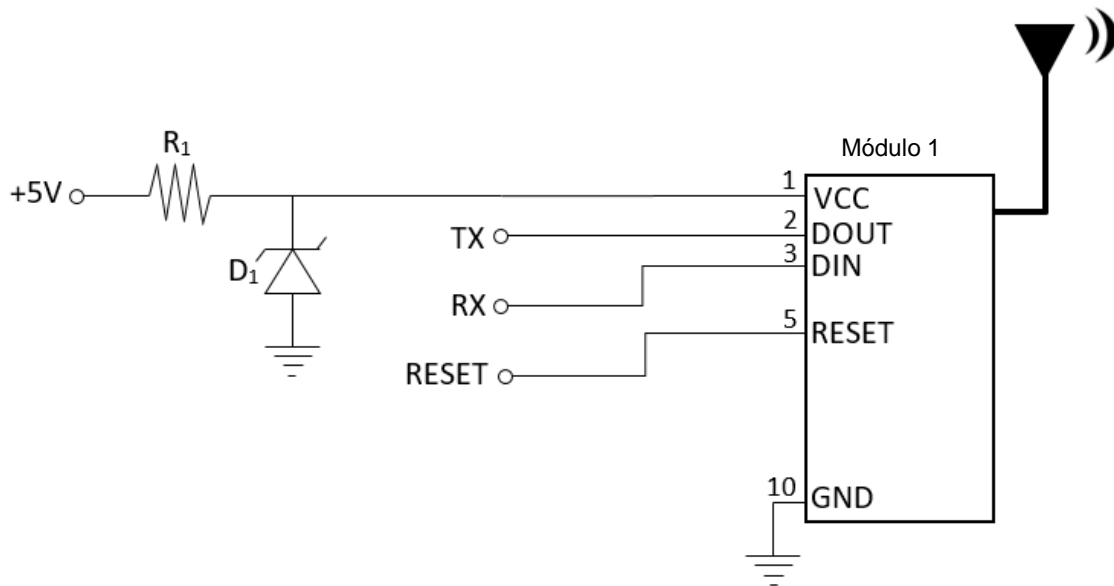 Módulo 1
R1
+5V
D1
1
VCC
TX
2
DOUT
3
DIN
RX
5
RESET
RESET
10
GND